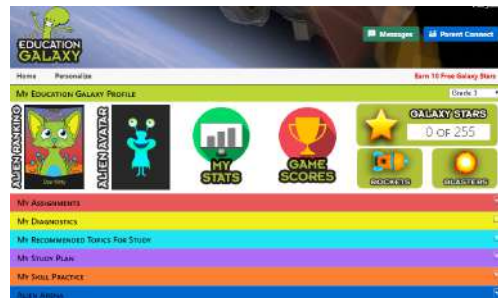 EDUCATION
GALAXY
Messages
Parent Connect
Home
Personalize
Earn 10 Free Galaxy Stars
MY EDUCATION GALAXY PROFILE
Grade 3
ALIEN RANKING
ALIEN AVATAR
MY
STATS
GAME
SCORES
GALAXY STARS
0 OF 255
ROCKETS
BLASTERS
MY ASSIGNMENTS
MY DIAGNOSTICS
MY RECOMMENDED TOPICS FOR STUDY
MY STUDY PLAN
MY SKILL PRACTICE